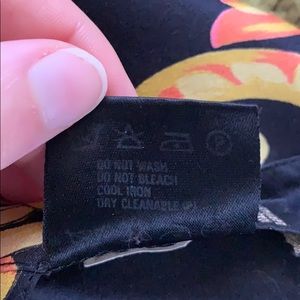 P
DO NOT WASH
DO NOT BLEACH
COOL IRON
DRY CLEANABLE (P)